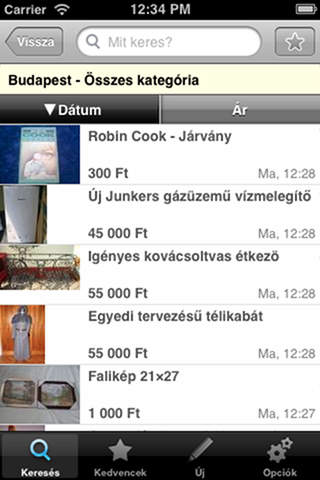 Carrier 12:34 PM
Vissza Mit keres?
Budapest - Összes kategória
▼Dátum Ár
Robin Cook - Járvány
300 Ft Ma, 12:28
Új Junkers gázüzemű vízmelegítő
45 000 Ft Ma, 12:28
Igényes kovácsoltvas étkező
55 000 Ft Ma, 12:28
Egyedi tervezésű télikabát
55 000 Ft Ma, 12:28
Falikép 21×27
1 000 Ft Ma, 12:27
Keresés Kedvencek Új Opciók